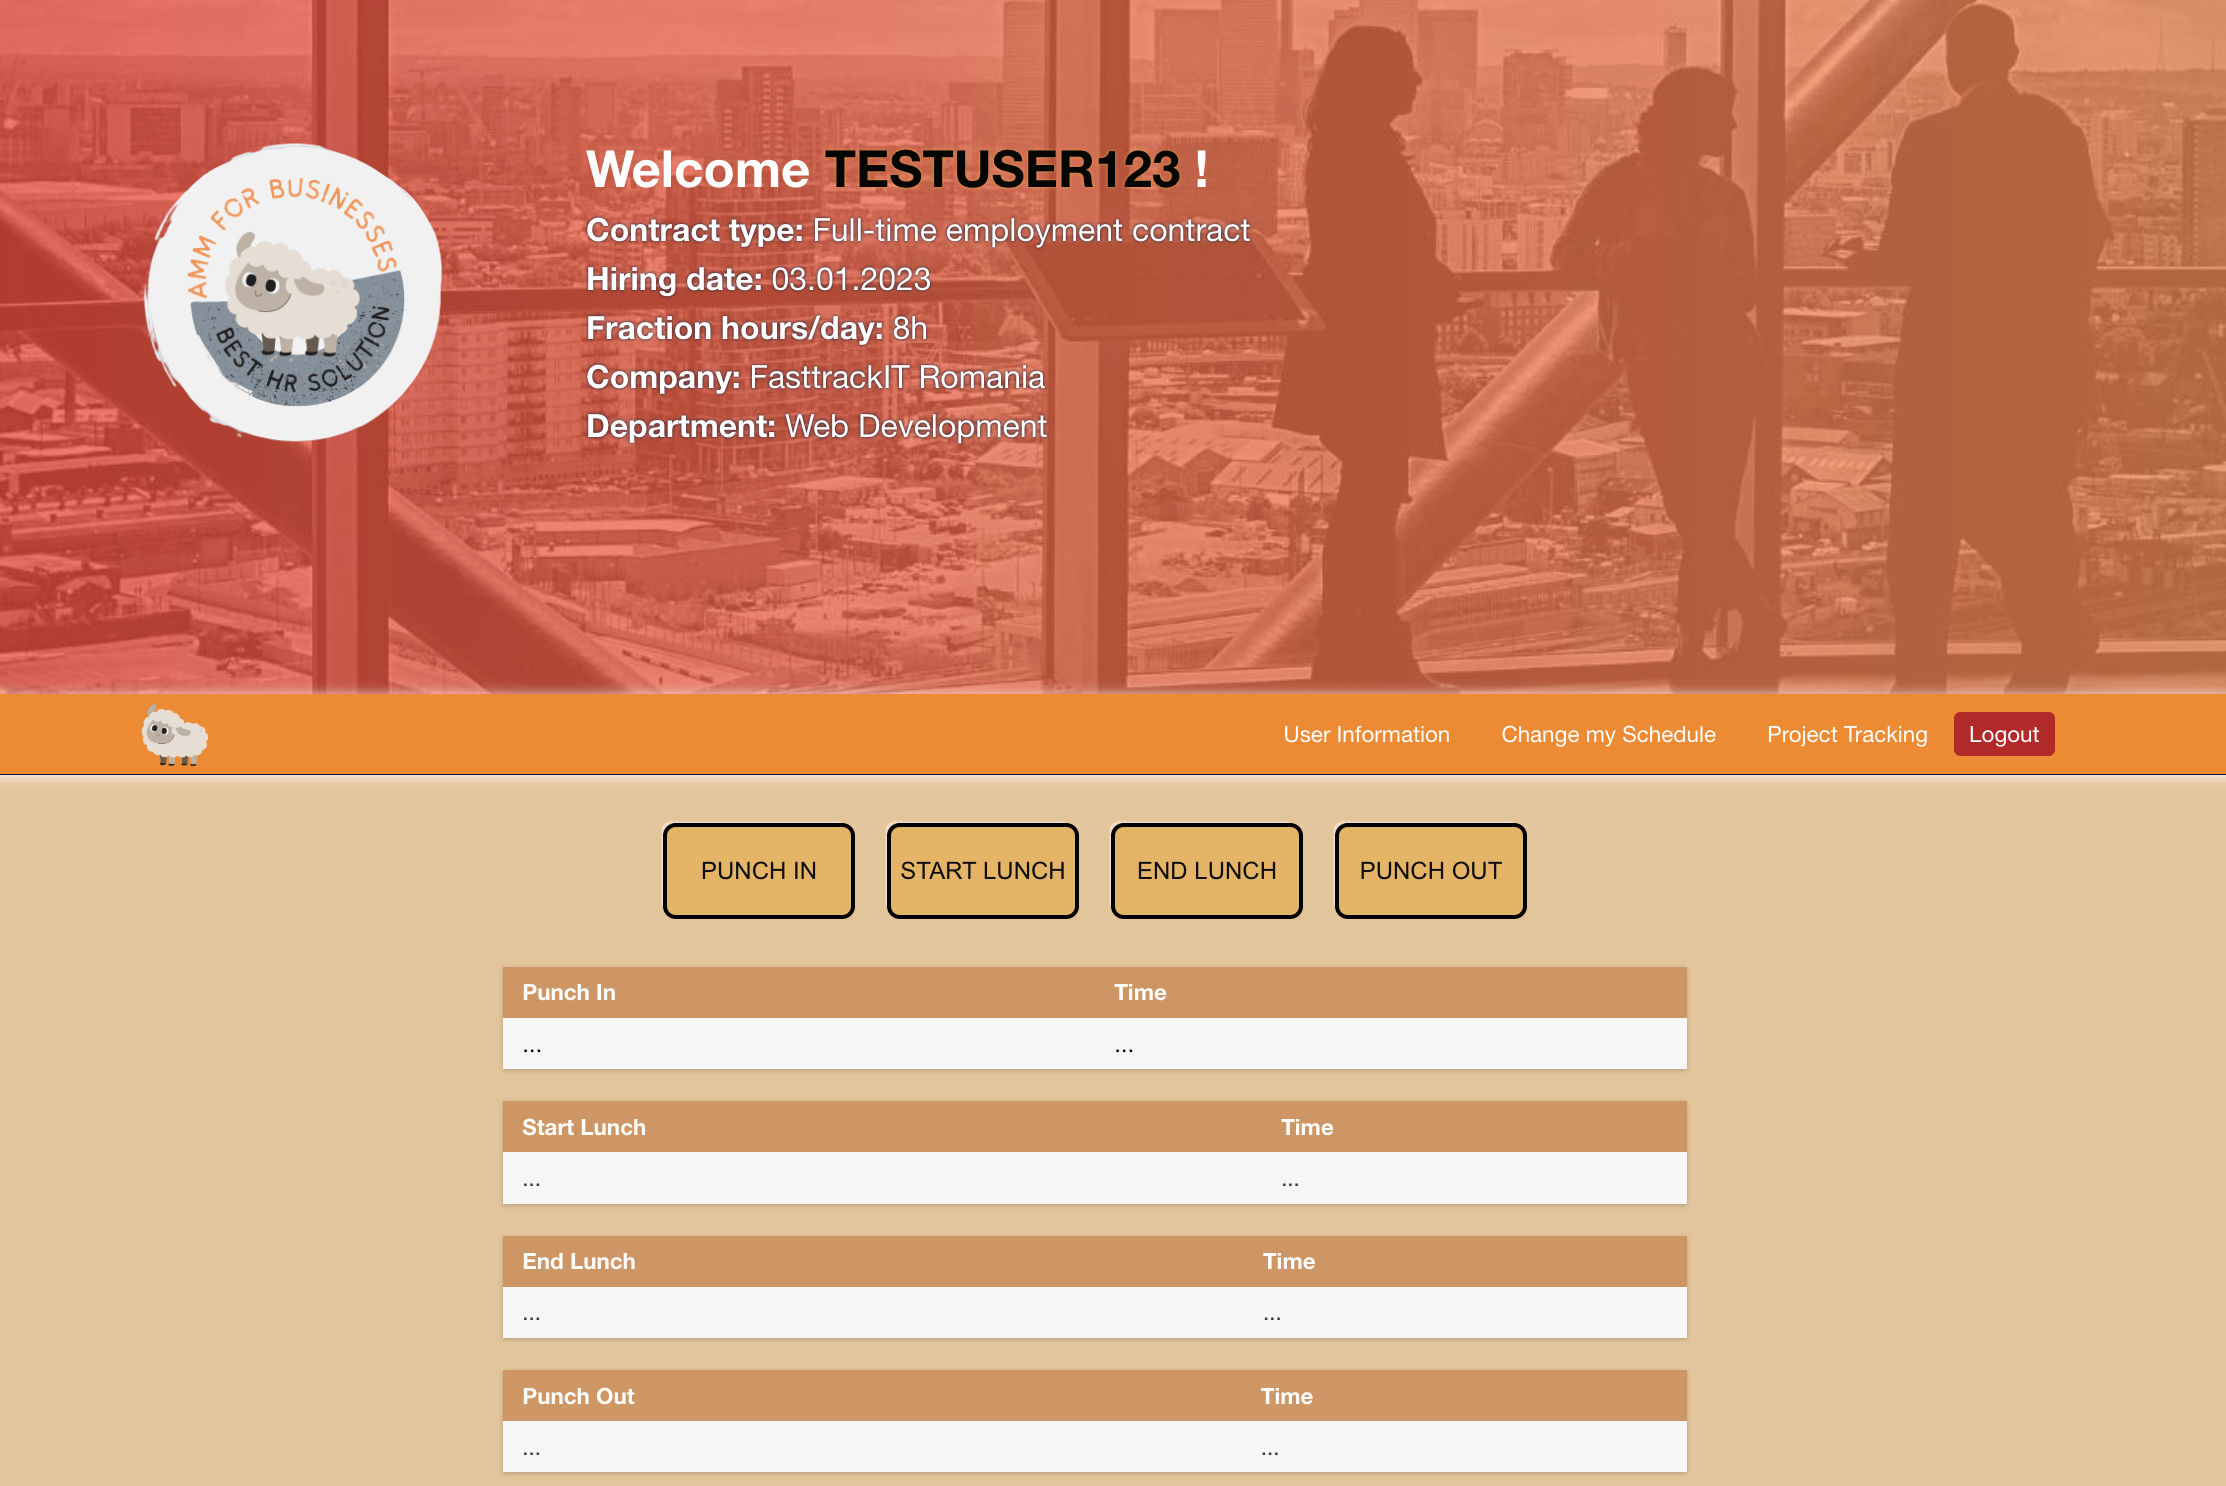 AMM FOR BUSINESSES
BEST HR SOLUTION
Welcome TESTUSER123 !
Contract type: Full-time employment contract
Hiring date: 03.01.2023
Fraction hours/day: 8h
Company: FasttrackIT Romania
Department: Web Development
User Information Change my Schedule Project Tracking Logout
PUNCH IN START LUNCH END LUNCH PUNCH OUT
Punch In Time
... ...
Start Lunch Time
... ...
End Lunch Time
... ...
Punch Out Time
... ...